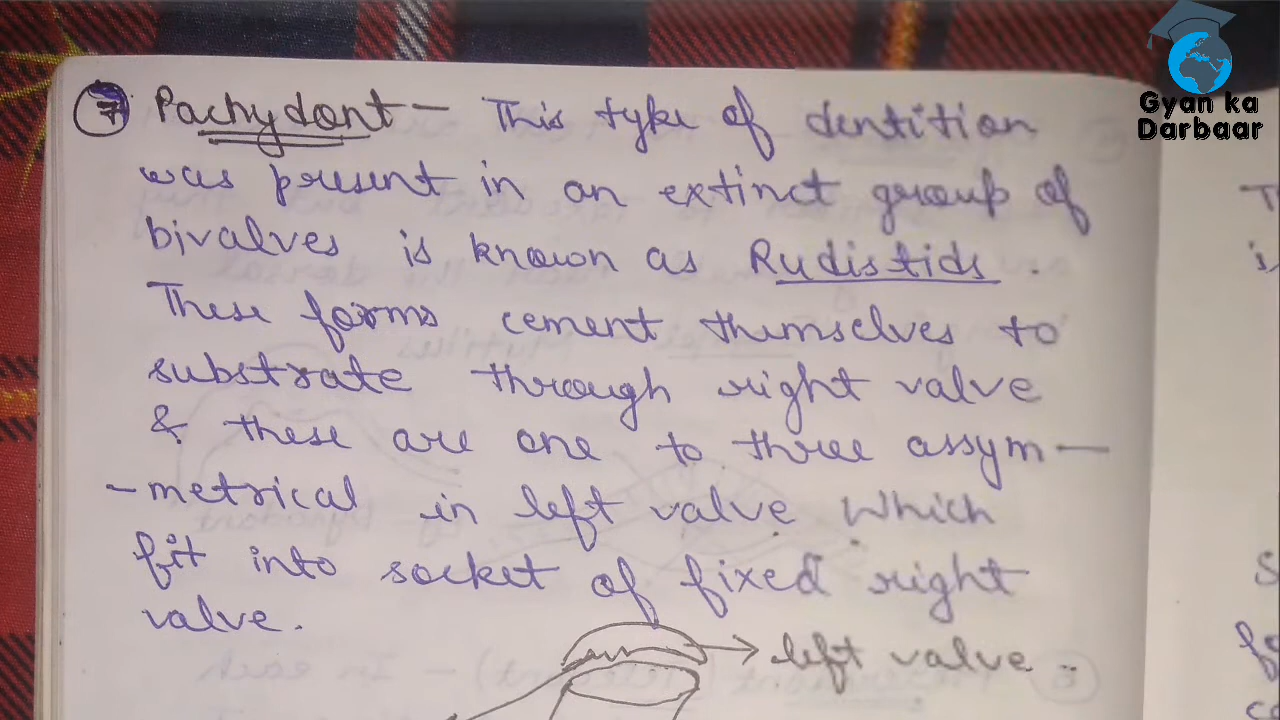 7 Pachydont - This type of dentition
was present in an extinct group of
bivalves is known as Rudistids.
These forms cement themselves to
substrate through right valve
& these are one to three assym-
-metrical in left valve which
fit into socket of fixed right
valve.
left valve
Gyan ka
Darbaar